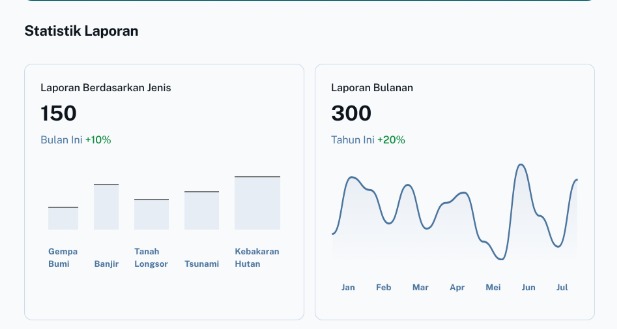 Statistik Laporan
Laporan Berdasarkan Jenis
150
Bulan Ini +10%
Gempa
Bumi
Banjir
Tanah
Longsor
Tsunami
Kebakaran
Hutan
Laporan Bulanan
300
Tahun Ini +20%
Jan Feb Mar Apr Mei Jun Jul